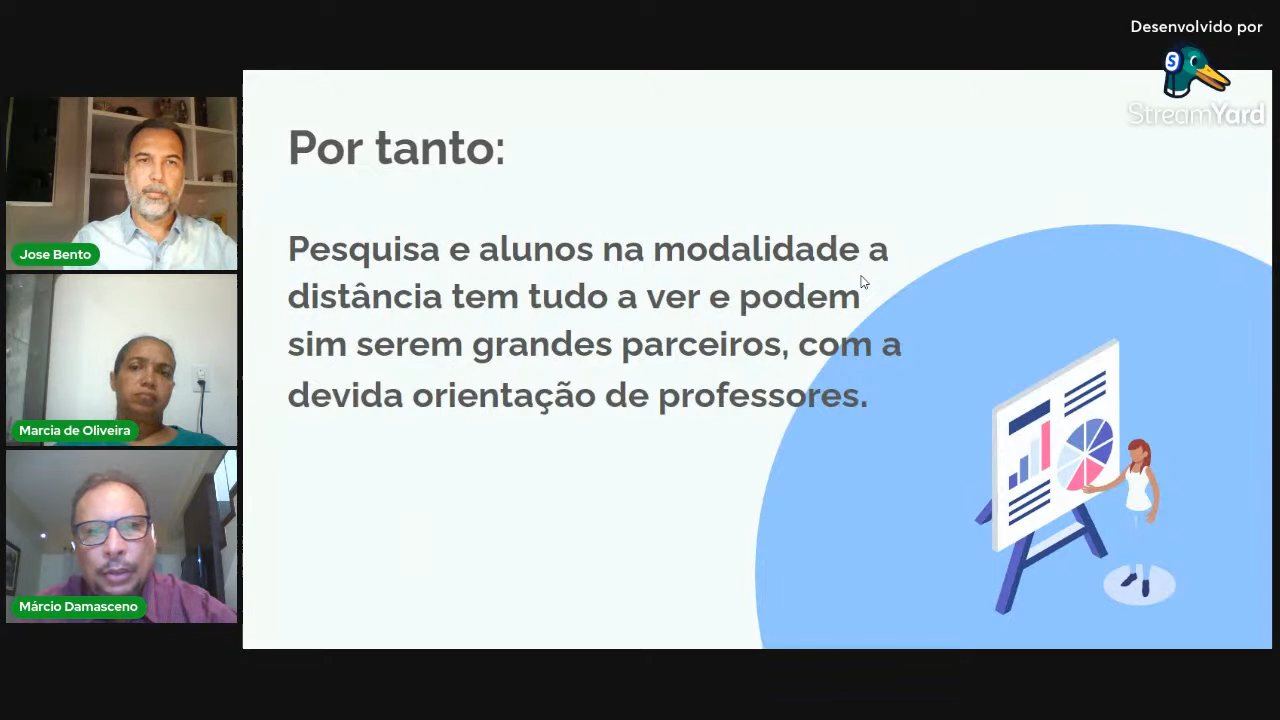 Desenvolvido por
StreamYard
Por tanto:
Pesquisa e alunos na modalidade a
distância tem tudo a ver e podem
sim serem grandes parceiros, com a
devida orientação de professores.
Jose Bento
Marcia de Oliveira
Márcio Damasceno